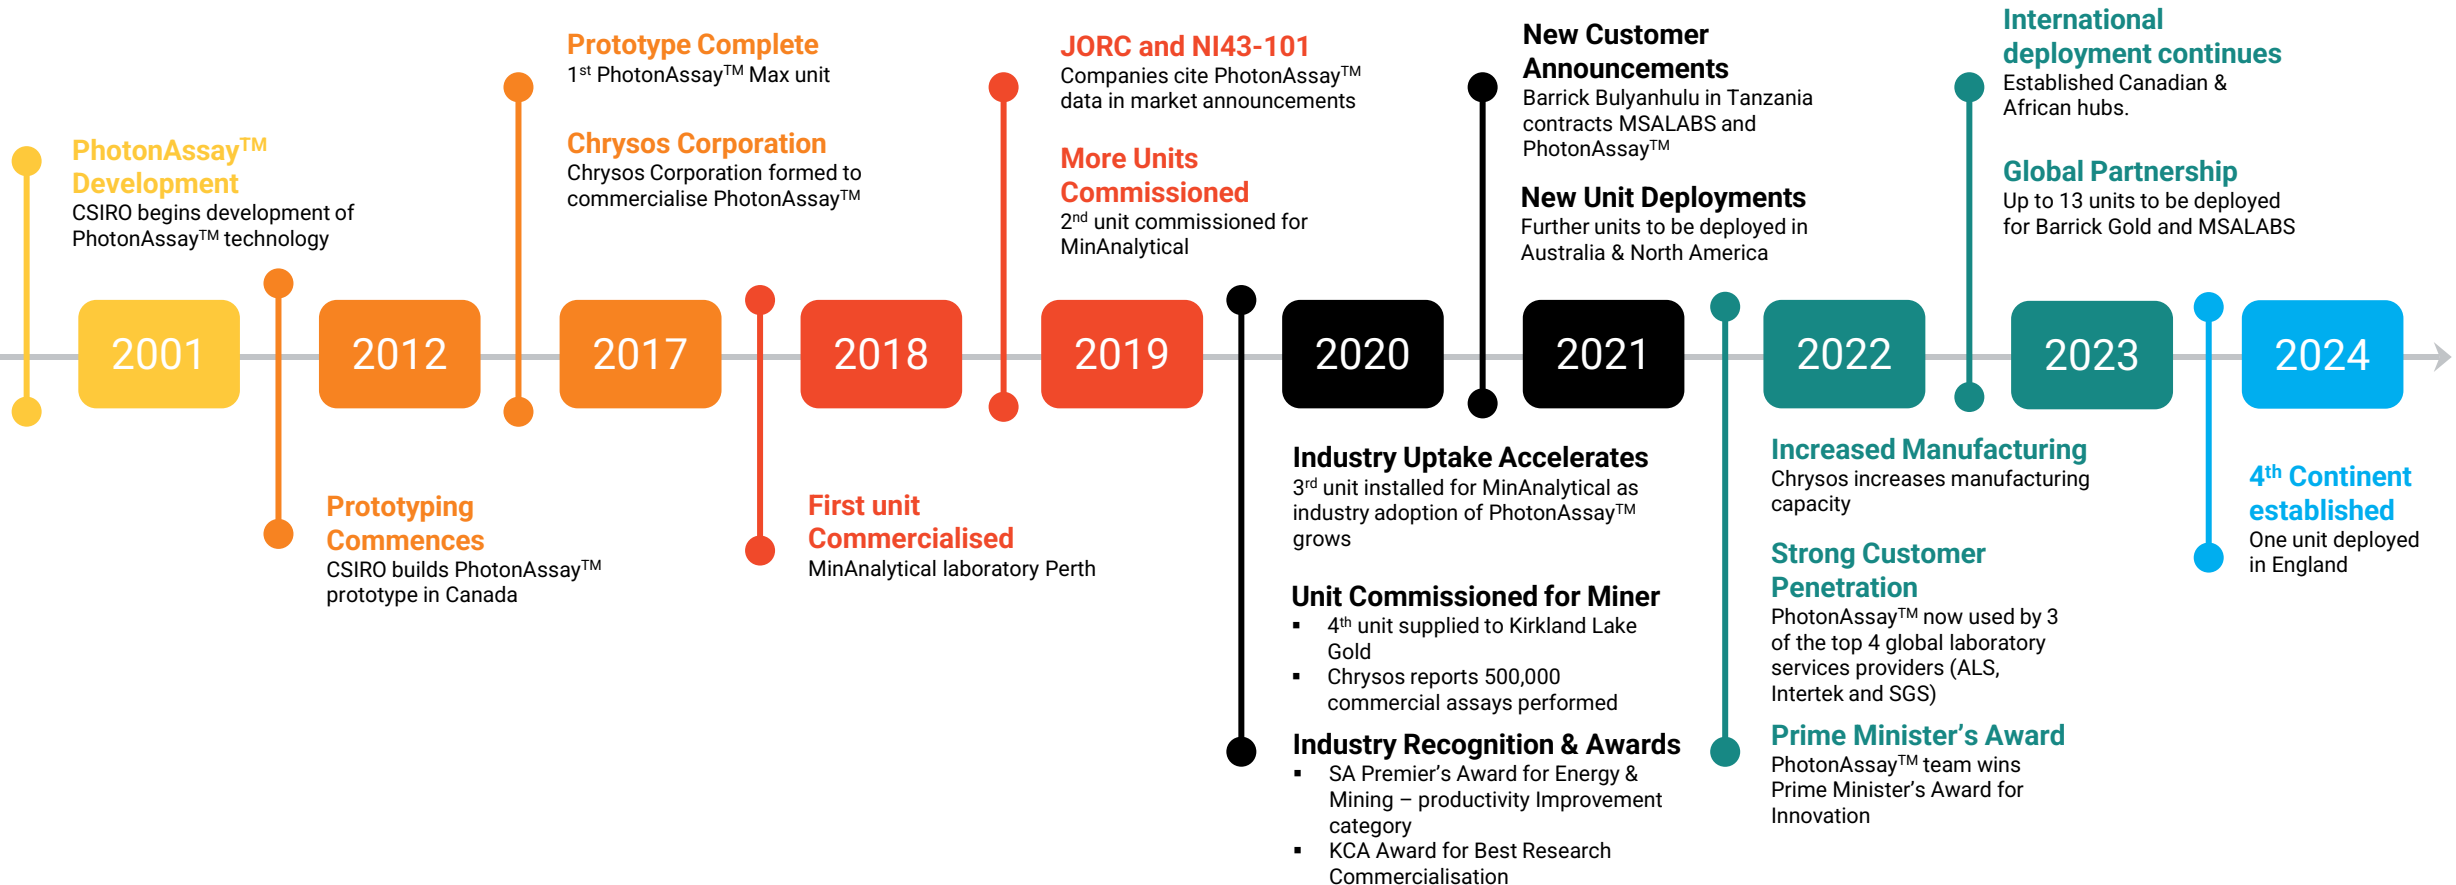 PhotonAssay™
Development
CSIRO begins development of
PhotonAssay™ technology
2001
2012
Prototyping
Commences
CSIRO builds PhotonAssay™
prototype in Canada
Prototype Complete
1st PhotonAssay™ Max unit
Chrysos Corporation
Chrysos Corporation formed to
commercialise PhotonAssay™
2017
2018
First unit
Commercialised
MinAnalytical laboratory Perth
JORC and NI43-101
Companies cite PhotonAssay™
data in market announcements
More Units
Commissioned
2nd unit commissioned for
MinAnalytical
2019
2020
Industry Uptake Accelerates
3rd unit installed for MinAnalytical as
industry adoption of PhotonAssay™
grows
Unit Commissioned for Miner
▪ 4th unit supplied to Kirkland Lake
Gold
▪ Chrysos reports 500,000
commercial assays performed
Industry Recognition & Awards
▪ SA Premier’s Award for Energy &
Mining – productivity Improvement
category
▪ KCA Award for Best Research
Commercialisation
New Customer
Announcements
Barrick Bulyanhulu in Tanzania
contracts MSALABS and
PhotonAssay™
New Unit Deployments
Further units to be deployed in
Australia & North America
2021
2022
Increased Manufacturing
Chrysos increases manufacturing
capacity
Strong Customer
Penetration
PhotonAssay™ now used by 3
of the top 4 global laboratory
services providers (ALS,
Intertek and SGS)
Prime Minister’s Award
PhotonAssay™ team wins
Prime Minister’s Award for
Innovation
International
deployment continues
Established Canadian &
African hubs.
Global Partnership
Up to 13 units to be deployed
for Barrick Gold and MSALABS
2023
2024
4th Continent
established
One unit deployed
in England